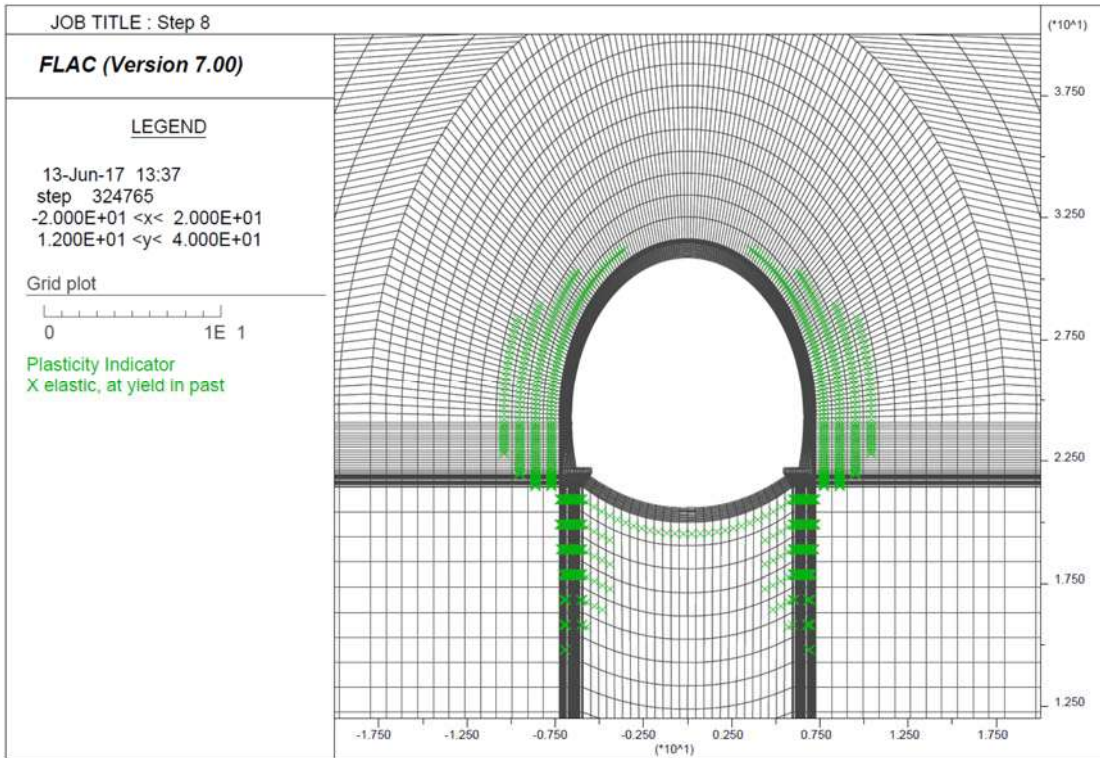 JOB TITLE : Step 8
(*10^1)
FLAC (Version 7.00)
LEGEND
13-Jun-17 13:37
step 324765
-2.000E+01 <x< 2.000E+01
1.200E+01 <y< 4.000E+01
Grid plot
0 1E 1
Plasticity Indicator
X elastic, at yield in past
3.750
3.250
2.750
2.250
1.750
1.250
-1.750 -1.250 -0.750 -0.250 0.250 0.750 1.250 1.750
(*10^1)